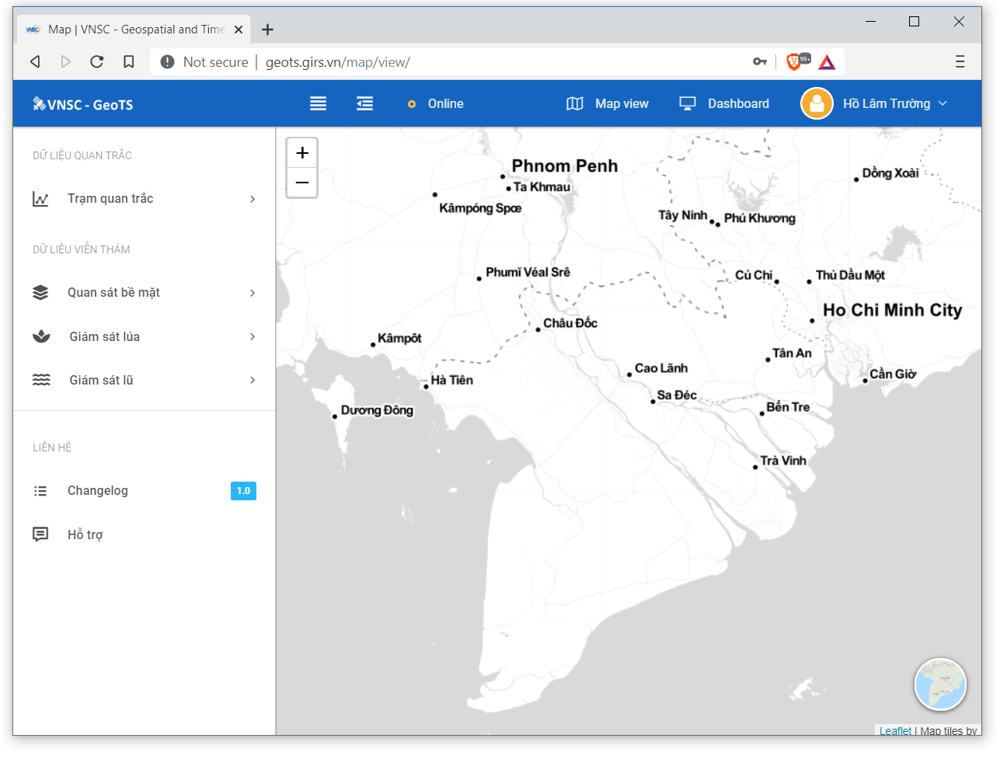 VNSC
Map | VNSC - Geospatial and Time
Not secure | geots.girs.vn/map/view/
99+
VNSC - GeoTS
Online
Map view
Dashboard
Hồ Lâm Trường
DỮ LIỆU QUAN TRẮC
Trạm quan trắc
DỮ LIỆU VIỄN THÁM
Quan sát bề mặt
Giám sát lúa
Giám sát lũ
LIÊN HỆ
Changelog
1.0
Hỗ trợ
+
−
Phnom Penh
Ta Khmau
Kâmpóng Spœ
Đồng Xoài
Tây Ninh
Phú Khương
Phumĭ Véal Srê
Củ Chi
Thủ Dầu Một
Ho Chi Minh City
Châu Đốc
Kâmpôt
Tân An
Cao Lãnh
Cần Giờ
Hà Tiên
Sa Đéc
Bến Tre
Dương Đông
Trà Vinh
Leaflet | Map tiles by